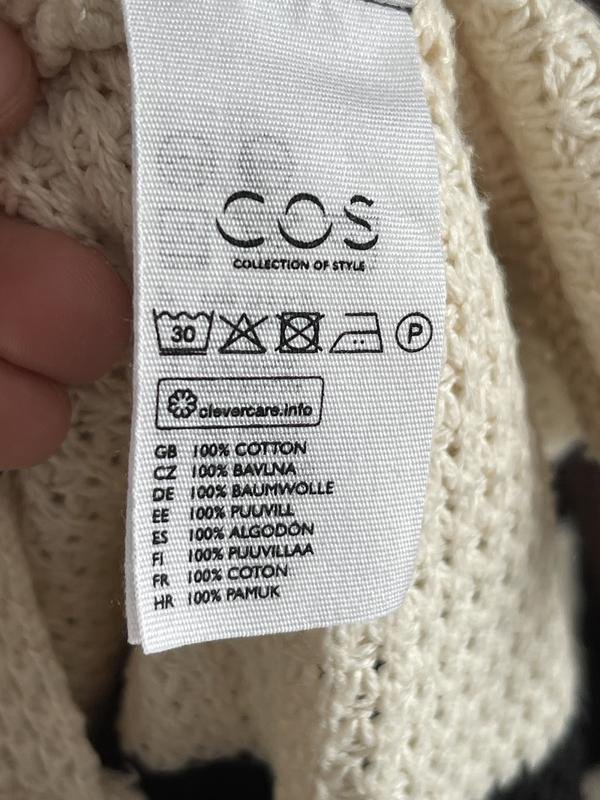 COS
COLLECTION OF STYLE
30 P
clevercare.info
GB 100% COTTON
CZ 100% BAVLNA
DE 100% BAUMWOLLE
EE 100% PUUVILL
ES 100% ALGODÓN
FI 100% PUUVILLAA
FR 100% COTON
HR 100% PAMUK